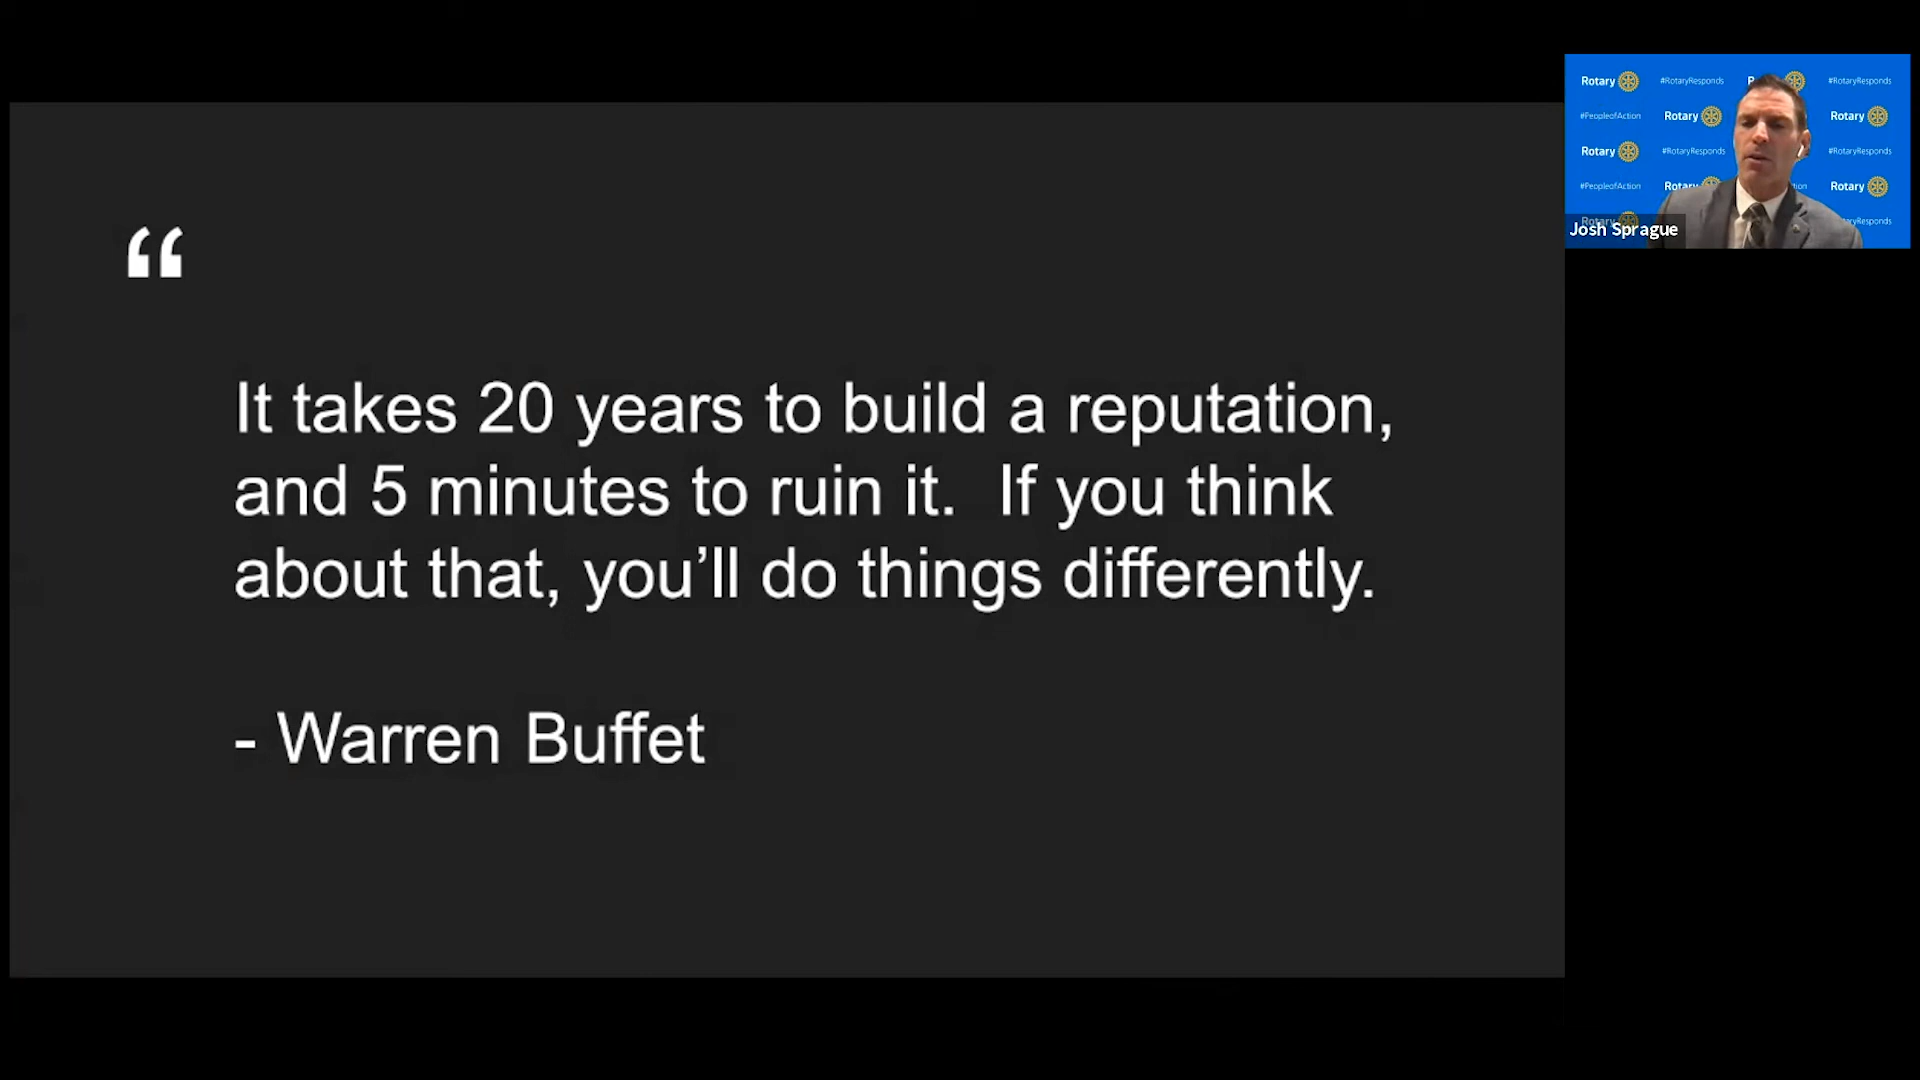 “
It takes 20 years to build a reputation,
and 5 minutes to ruin it.  If you think
about that, you’ll do things differently.
- Warren Buffet
Rotary #RotaryResponds #RotaryResponds
#PeopleofAction Rotary Rotary
Rotary #RotaryResponds #RotaryResponds
#PeopleofAction Rotary Rotary
Rotary
Josh Sprague